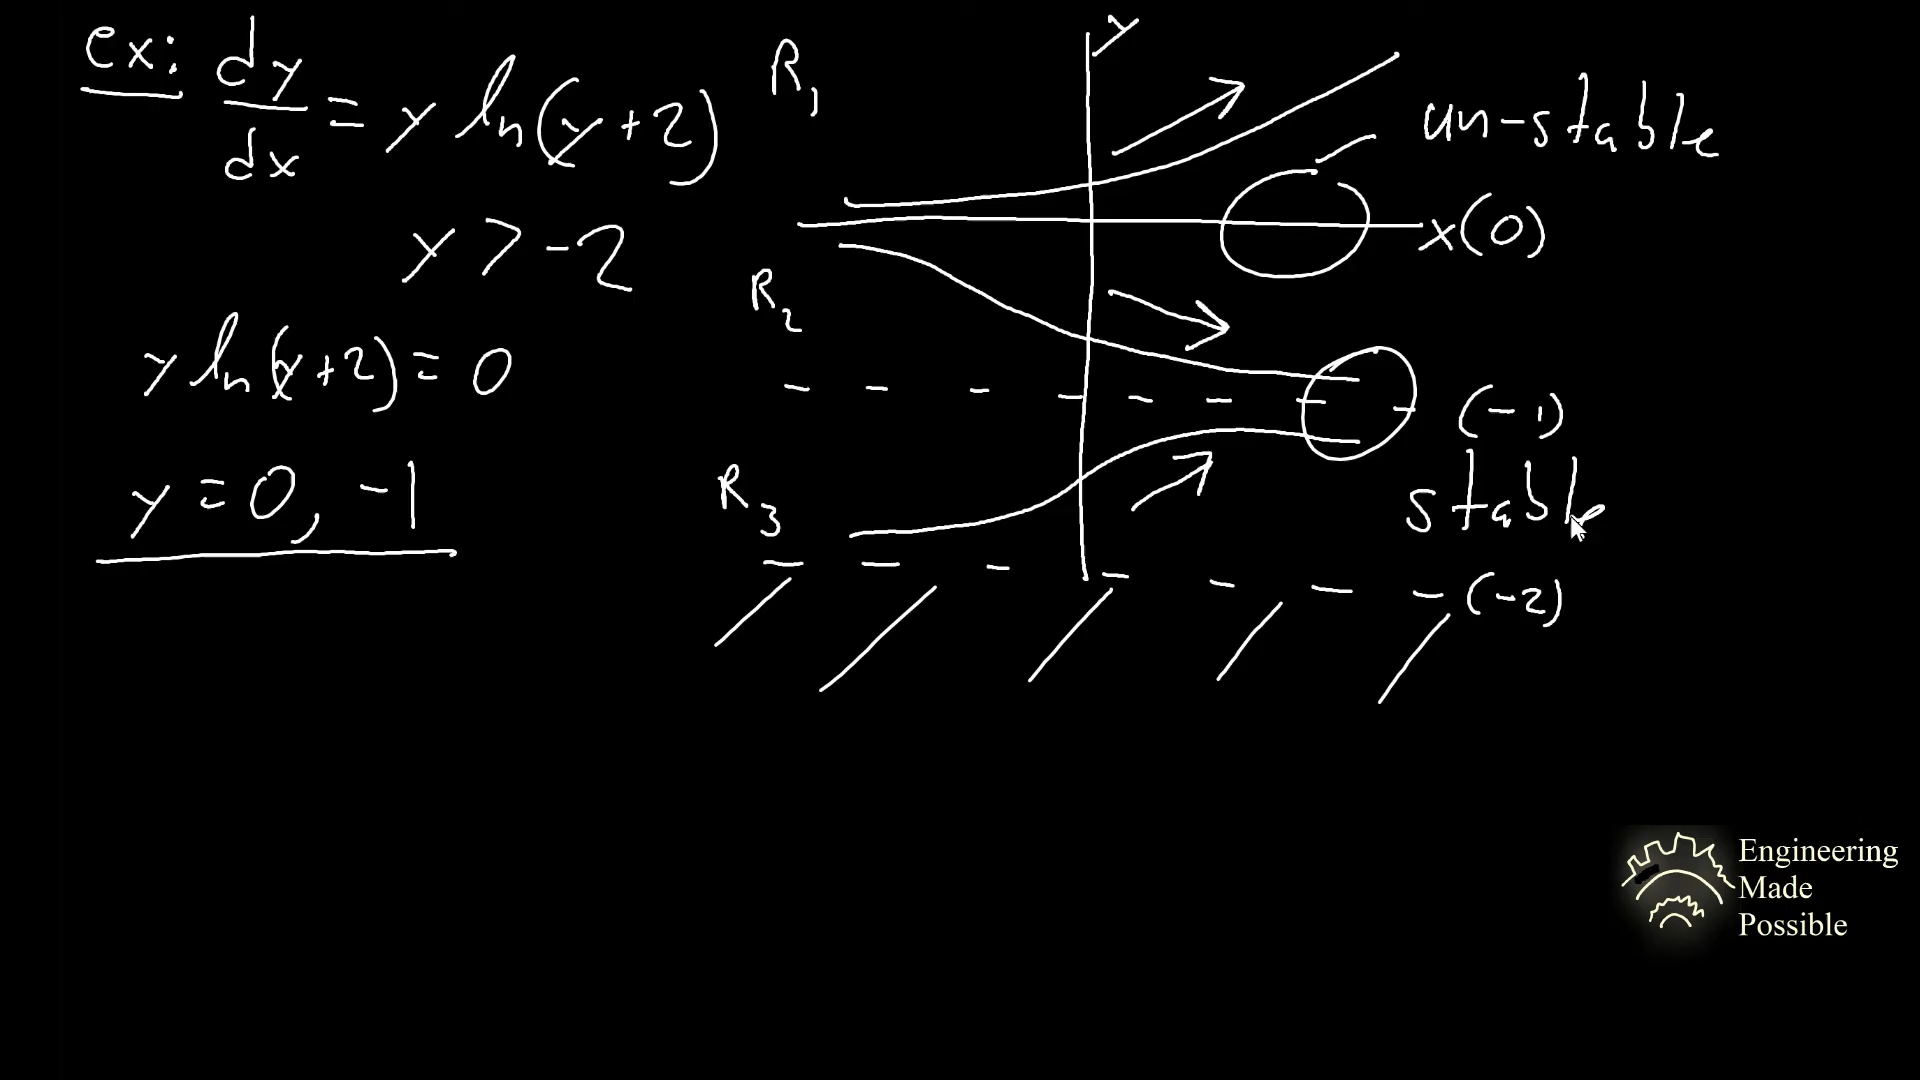 ex: dy/dx = y ln(y+2)
y > -2
y ln(y+2) = 0
y = 0, -1
y
R1
un-stable
x(0)
R2
(-1)
stable
R3
(-2)
Engineering
Made
Possible